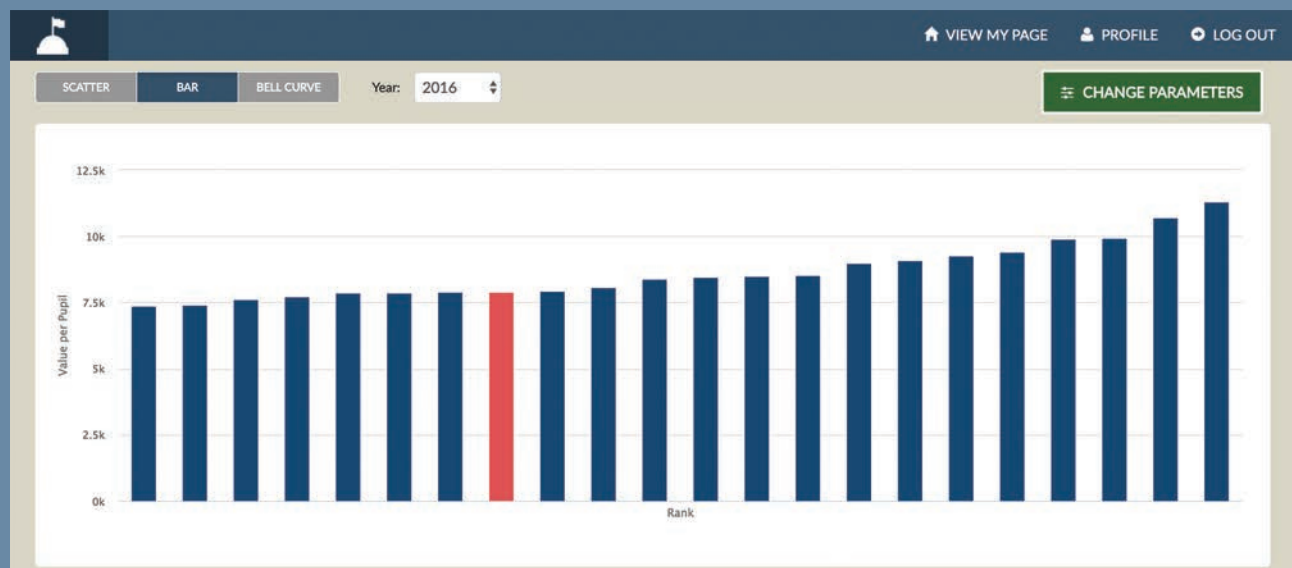 VIEW MY PAGE PROFILE LOG OUT
SCATTER BAR BELL CURVE Year: 2016 CHANGE PARAMETERS
12.5k
10k
7.5k
5k
2.5k
0k
Value per Pupil
Rank